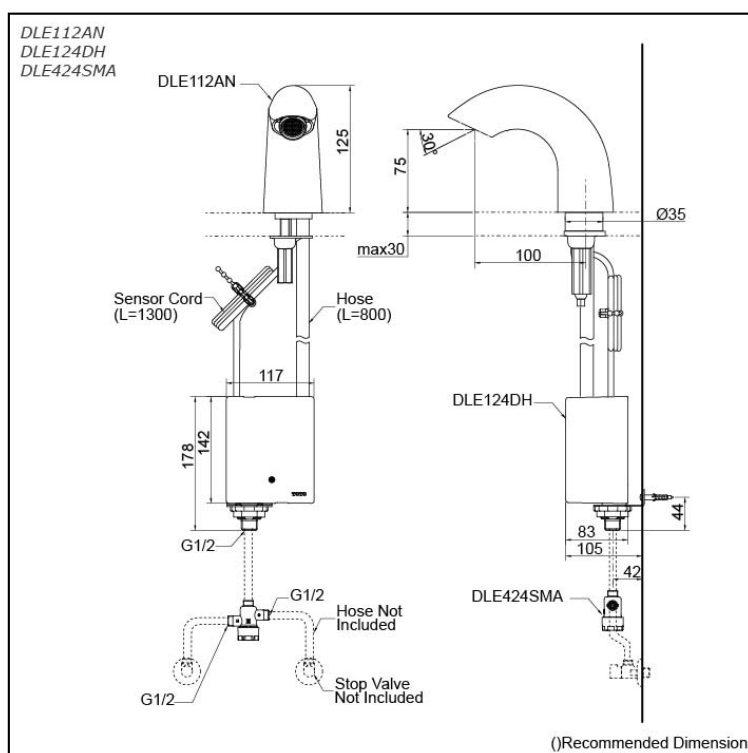 DLE112AN
DLE124DH
DLE424SMA
DLE112AN
125
30°
75
Ø35
max30
100
Sensor Cord
(L=1300)
Hose
(L=800)
117
DLE124DH
178
142
TOTO
44
G1/2
83
105
42
G1/2
DLE424SMA
Hose Not
Included
Stop Valve
Not Included
G1/2
()Recommended Dimension